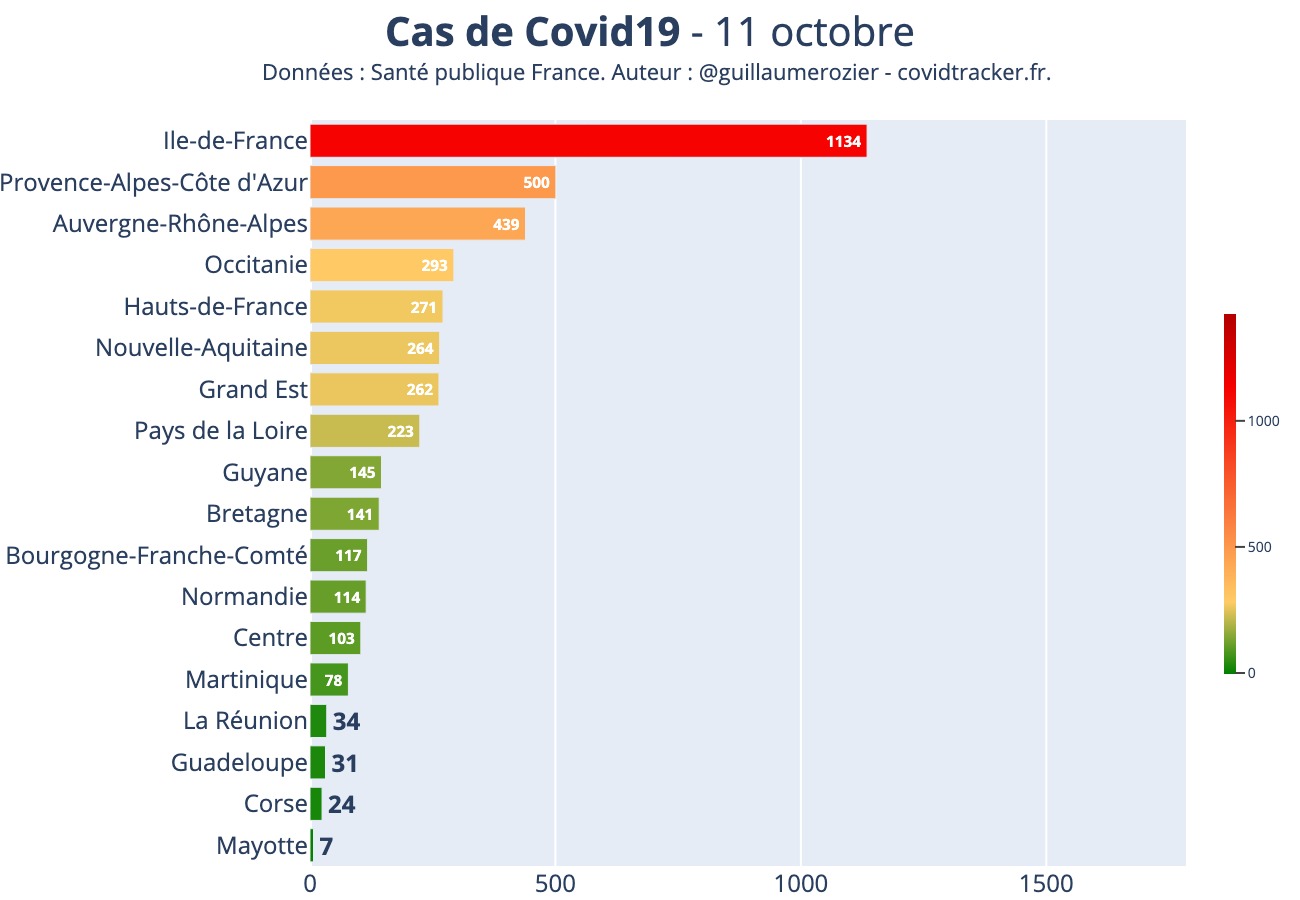 Cas de Covid19 - 11 octobre
Données : Santé publique France. Auteur : @guillaumerozier - covidtracker.fr.
Ile-de-France 1134
Provence-Alpes-Côte d'Azur 500
Auvergne-Rhône-Alpes 439
Occitanie 293
Hauts-de-France 271
Nouvelle-Aquitaine 264
Grand Est 262
Pays de la Loire 223
Guyane 145
Bretagne 141
Bourgogne-Franche-Comté 117
Normandie 114
Centre 103
Martinique 78
La Réunion 34
Guadeloupe 31
Corse 24
Mayotte 7
0 500 1000 1500
1000
500
0